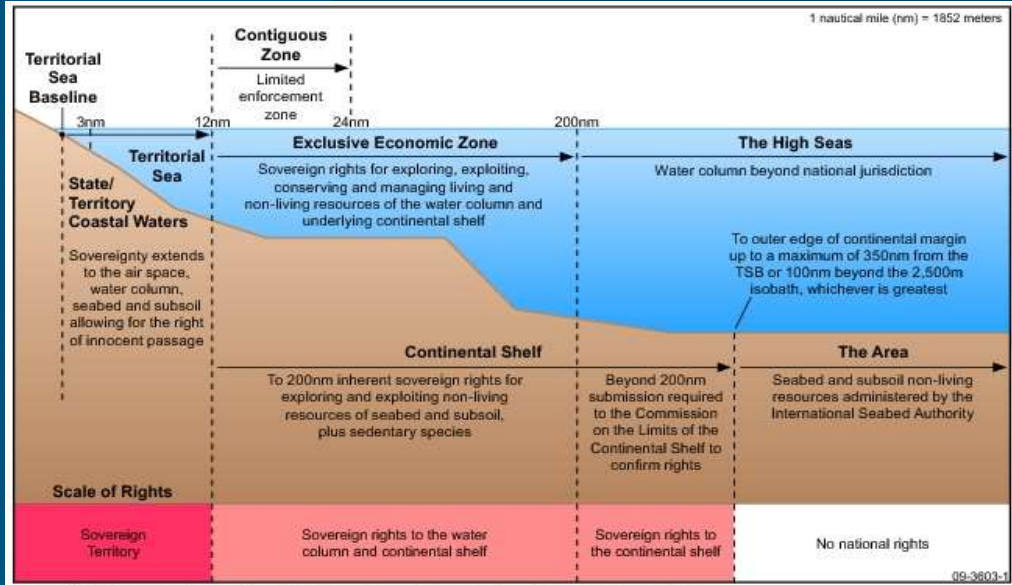 1 nautical mile (nm) = 1852 meters
Contiguous
Zone
Limited
enforcement
zone
Territorial
Sea
Baseline
3nm
12nm
24nm
200nm
Territorial
Sea
State/
Territory
Coastal Waters
Sovereignty extends
to the air space,
water column,
seabed and subsoil
allowing for the right
of innocent passage
Exclusive Economic Zone
Sovereign rights for exploring, exploiting,
conserving and managing living and
non-living resources of the water column and
underlying continental shelf
The High Seas
Water column beyond national jurisdiction
To outer edge of continental margin
up to a maximum of 350nm from the
TSB or 100nm beyond the 2,500m
isobath, whichever is greatest
Continental Shelf
To 200nm inherent sovereign rights for
exploring and exploiting non-living
resources of seabed and subsoil,
plus sedentary species
Beyond 200nm
submission required
to the Commission
on the Limits of the
Continental Shelf to
confirm rights
The Area
Seabed and subsoil non-living
resources administered by the
International Seabed Authority
Scale of Rights
Sovereign
Territory
Sovereign rights to the water
column and continental shelf
Sovereign rights to
the continental shelf
No national rights
09-3603-1